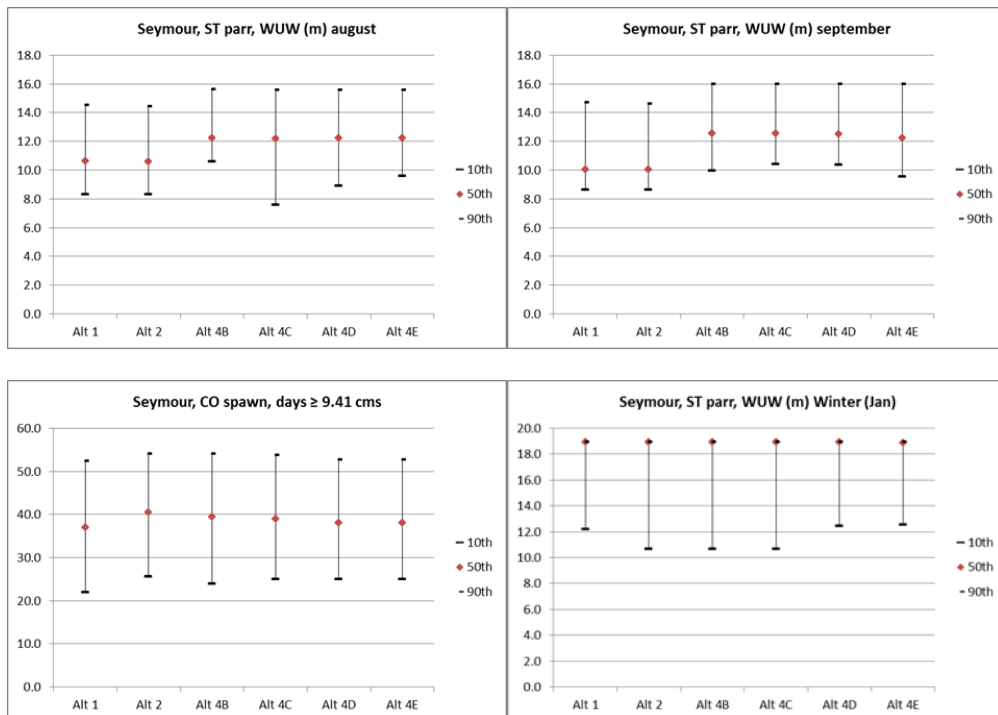 Seymour, ST parr, WUW (m) august
18.0
16.0
14.0
12.0
10.0
8.0
6.0
4.0
2.0
0.0
Alt 1 Alt 2 Alt 4B Alt 4C Alt 4D Alt 4E
10th
50th
90th
Seymour, ST parr, WUW (m) september
18.0
16.0
14.0
12.0
10.0
8.0
6.0
4.0
2.0
0.0
Alt 1 Alt 2 Alt 4B Alt 4C Alt 4D Alt 4E
10th
50th
90th
Seymour, CO spawn, days ≥ 9.41 cms
60.0
50.0
40.0
30.0
20.0
10.0
0.0
Alt 1 Alt 2 Alt 4B Alt 4C Alt 4D Alt 4E
10th
50th
90th
Seymour, ST parr, WUW (m) Winter (Jan)
20.0
18.0
16.0
14.0
12.0
10.0
8.0
6.0
4.0
2.0
0.0
Alt 1 Alt 2 Alt 4B Alt 4C Alt 4D Alt 4E
10th
50th
90th